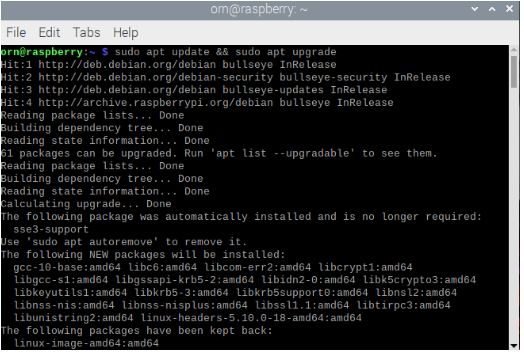 orn@raspberry: ~
File Edit Tabs Help
orn@raspberry:~ $ sudo apt update && sudo apt upgrade
Hit:1 http://deb.debian.org/debian bullseye InRelease
Hit:2 http://deb.debian.org/debian-security bullseye-security InRelease
Hit:3 http://deb.debian.org/debian bullseye-updates InRelease
Hit:4 http://archive.raspberrypi.org/debian bullseye InRelease
Reading package lists... Done
Building dependency tree... Done
Reading state information... Done
61 packages can be upgraded. Run 'apt list --upgradable' to see them.
Reading package lists... Done
Building dependency tree... Done
Reading state information... Done
Calculating upgrade... Done
The following package was automatically installed and is no longer required:
sse3-support
Use 'sudo apt autoremove' to remove it.
The following NEW packages will be installed:
gcc-10-base:amd64 libc6:amd64 libcom-err2:amd64 libcrypt1:amd64
libgcc-s1:amd64 libgssapi-krb5-2:amd64 libidn2-0:amd64 libk5crypto3:amd64
libkeyutils1:amd64 libkrb5-3:amd64 libkrb5support0:amd64 libnsl2:amd64
libnss-nis:amd64 libnss-nisplus:amd64 libssl1.1:amd64 libtirpc3:amd64
libunistring2:amd64 linux-headers-5.10.0-18-amd64:amd64
The following packages have been kept back:
linux-image-amd64:amd64